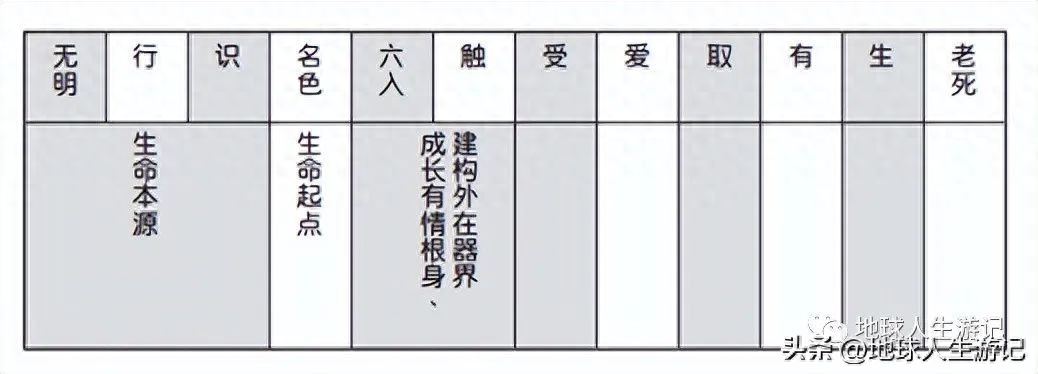 无明 行 识 名色 六入 触 受 爱 取 有 生 老死
生命本源
生命起点
成长有情根身、
建构外在器界
地球人生游记
头条 @地球人生游记